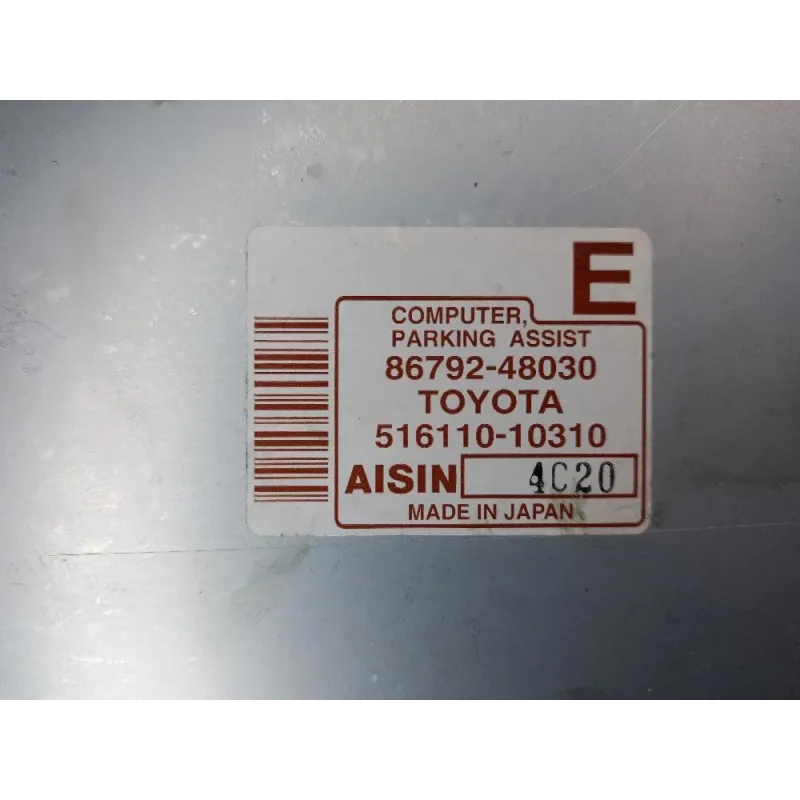 E
COMPUTER,
PARKING ASSIST
86792-48030
TOYOTA
516110-10310
AISIN 4C20
MADE IN JAPAN